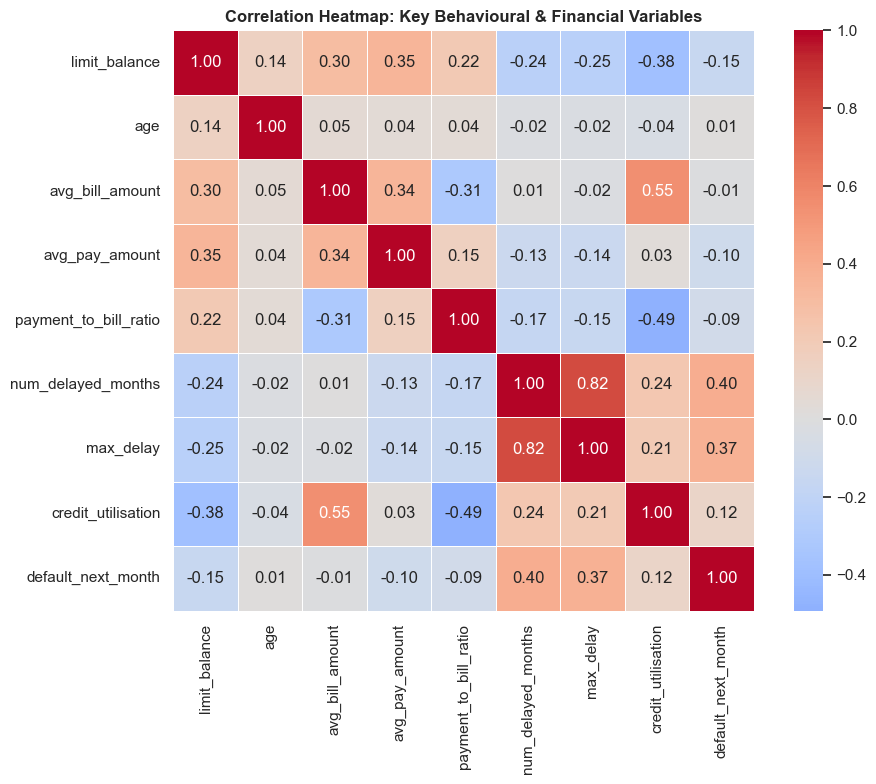 Correlation Heatmap: Key Behavioural & Financial Variables
limit_balance 1.00 0.14 0.30 0.35 0.22 -0.24 -0.25 -0.38 -0.15
age 0.14 1.00 0.05 0.04 0.04 -0.02 -0.02 -0.04 0.01
avg_bill_amount 0.30 0.05 1.00 0.34 -0.31 0.01 -0.02 0.55 -0.01
avg_pay_amount 0.35 0.04 0.34 1.00 0.15 -0.13 -0.14 0.03 -0.10
payment_to_bill_ratio 0.22 0.04 -0.31 0.15 1.00 -0.17 -0.15 -0.49 -0.09
num_delayed_months -0.24 -0.02 0.01 -0.13 -0.17 1.00 0.82 0.24 0.40
max_delay -0.25 -0.02 -0.02 -0.14 -0.15 0.82 1.00 0.21 0.37
credit_utilisation -0.38 -0.04 0.55 0.03 -0.49 0.24 0.21 1.00 0.12
default_next_month -0.15 0.01 -0.01 -0.10 -0.09 0.40 0.37 0.12 1.00
limit_balance
age
avg_bill_amount
avg_pay_amount
payment_to_bill_ratio
num_delayed_months
max_delay
credit_utilisation
default_next_month
1.0
0.8
0.6
0.4
0.2
0.0
−0.2
−0.4